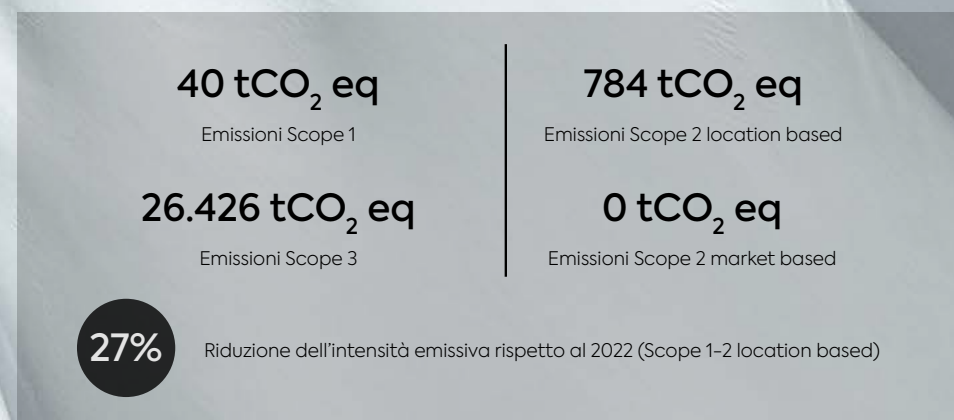 40 tCO₂ eq
Emissioni Scope 1
784 tCO₂ eq
Emissioni Scope 2 location based
26.426 tCO₂ eq
Emissioni Scope 3
0 tCO₂ eq
Emissioni Scope 2 market based
27%
Riduzione dell'intensità emissiva rispetto al 2022 (Scope 1-2 location based)